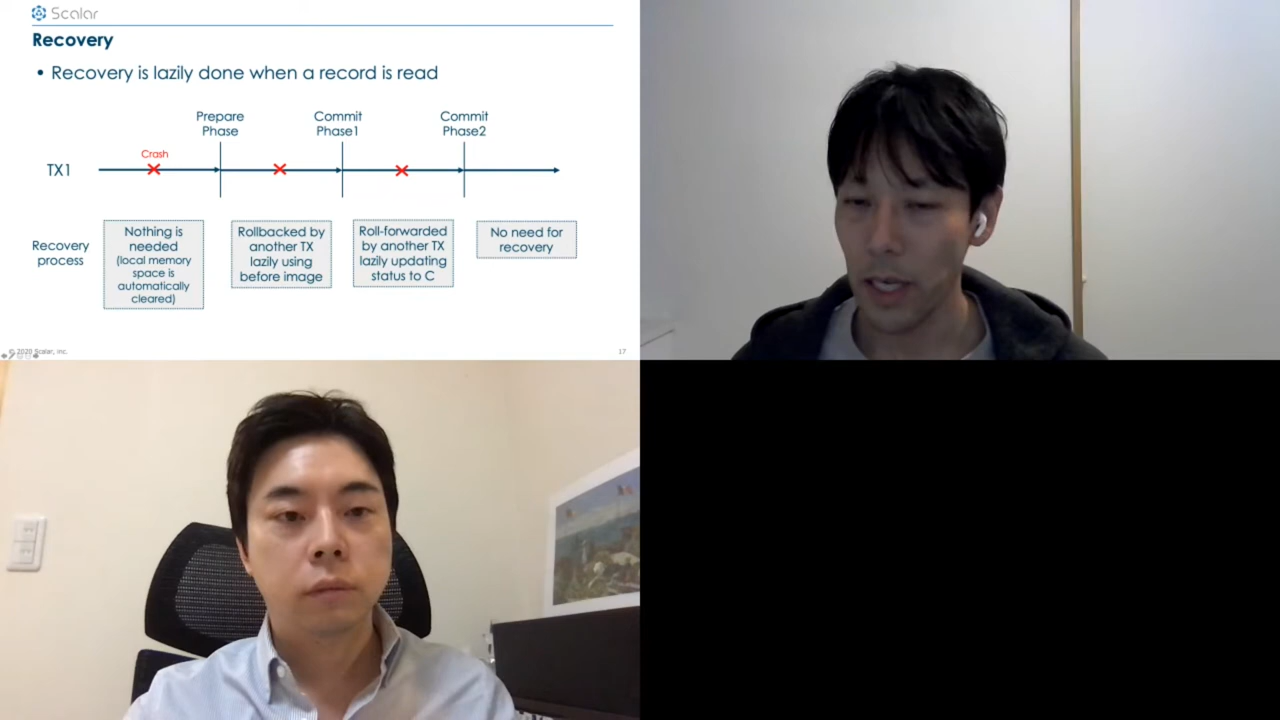 Scalar
Recovery
• Recovery is lazily done when a record is read
Prepare
Phase
Commit
Phase1
Commit
Phase2
Crash
TX1
Recovery
process
Nothing is
needed
(local memory
space is
automatically
cleared)
Rollbacked by
another TX
lazily using
before image
Roll-forwarded
by another TX
lazily updating
status to C
No need for
recovery
© 2020 Scalar, inc.
17